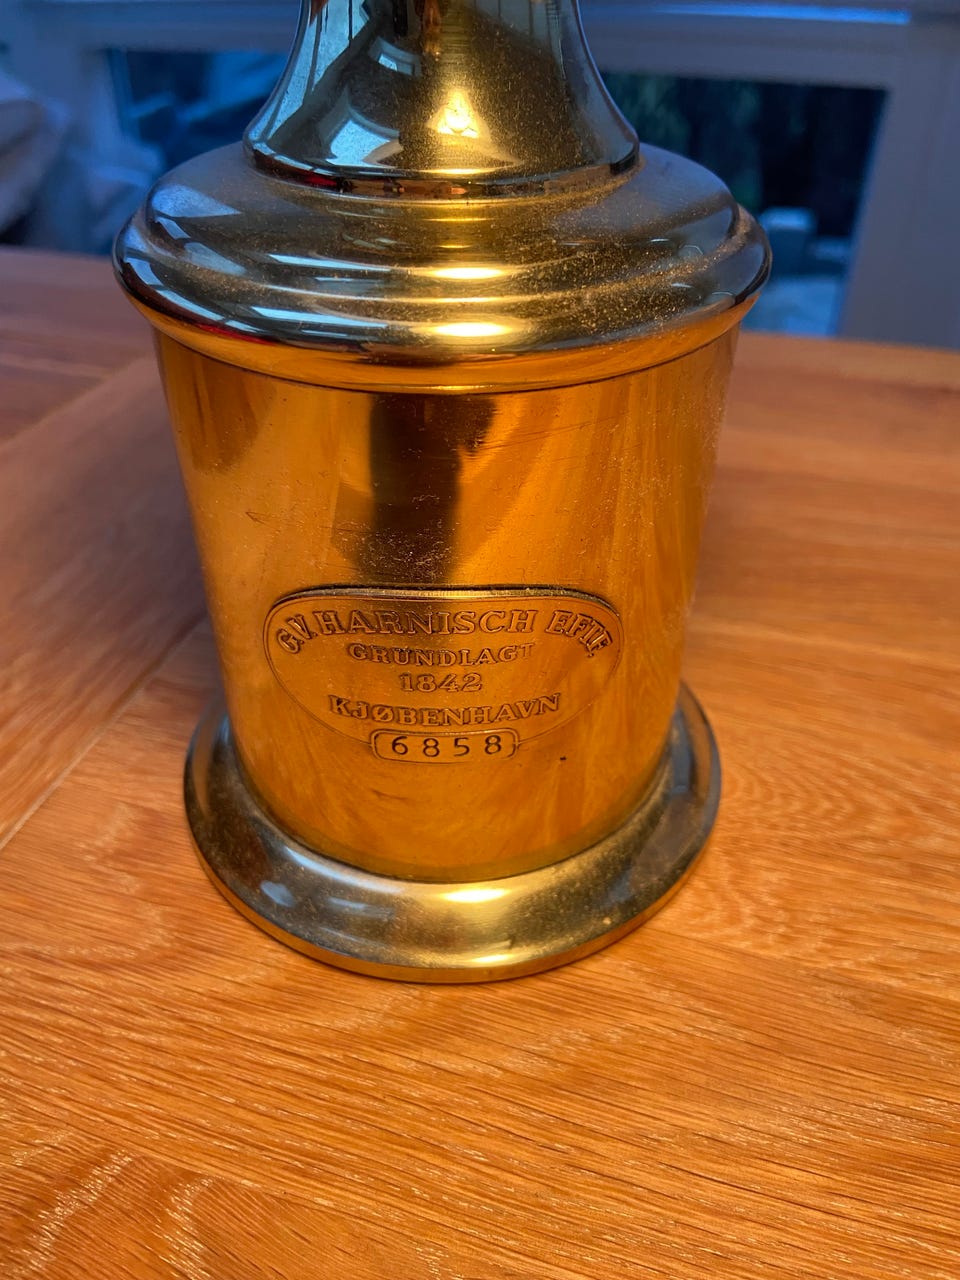 G.V. HARNISCH EFTF.
GRUNDLAGT
1842
KJØBENHAVN
6858